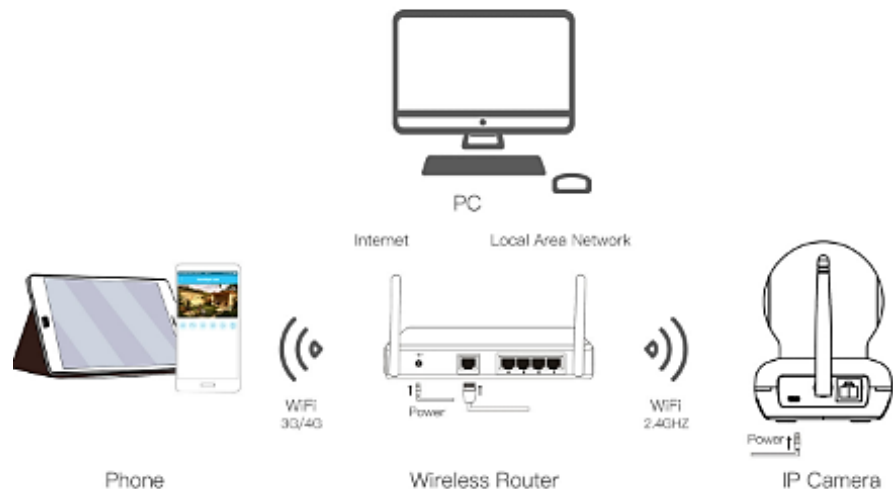 PC
Internet
Local Area Network
WiFi
3G/4G
Power
WiFi
2.4GHZ
Power
Phone
Wireless Router
IP Camera